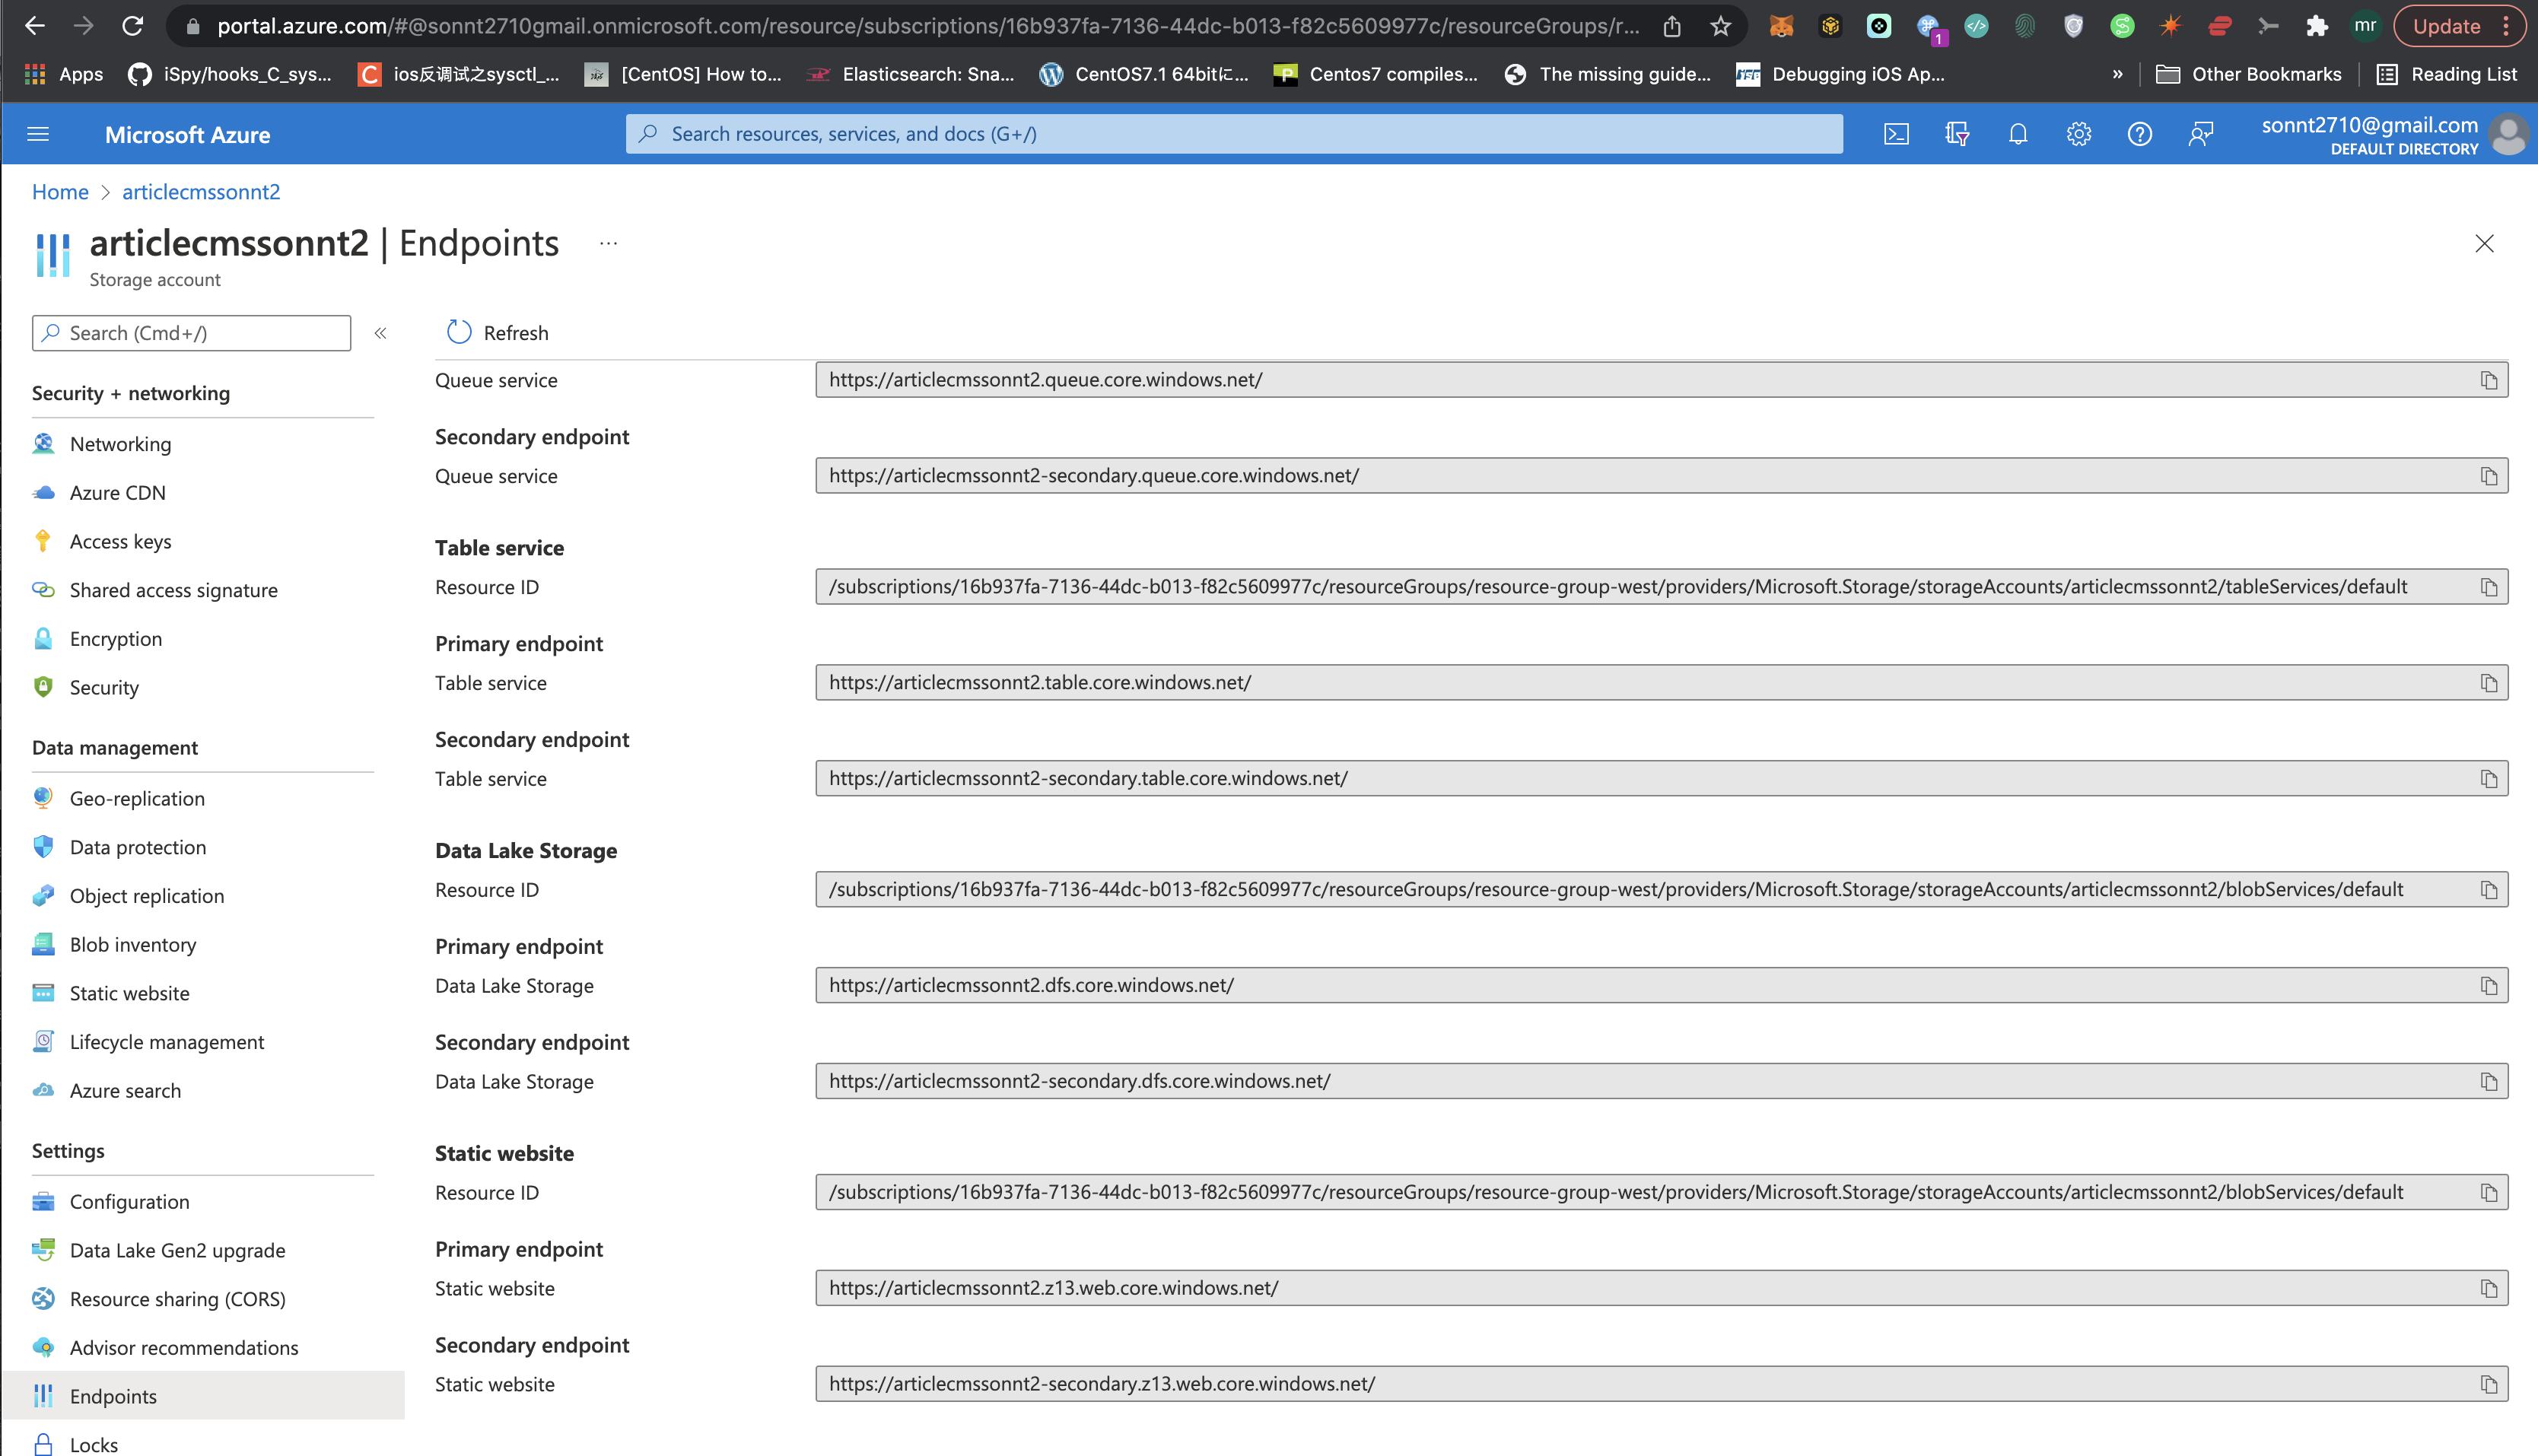 portal.azure.com/#@sonnt2710gmail.onmicrosoft.com/resource/subscriptions/16b937fa-7136-44dc-b013-f82c5609977c/resourceGroups/r...
1
mr
Update
Apps
iSpy/hooks_C_sys...
ios反调试之sysctl_...
[CentOS] How to...
Elasticsearch: Sna...
CentOS7.1 64bitに...
Centos7 compiles...
The missing guide...
Debugging iOS Ap...
»
Other Bookmarks
Reading List
Microsoft Azure
Search resources, services, and docs (G+/)
sonnt2710@gmail.com
DEFAULT DIRECTORY
Home > articlecmssonnt2
articlecmssonnt2 | Endpoints ...
Storage account
Search (Cmd+/)
«
Security + networking
Networking
Azure CDN
Access keys
Shared access signature
Encryption
Security
Data management
Geo-replication
Data protection
Object replication
Blob inventory
Static website
Lifecycle management
Azure search
Settings
Configuration
Data Lake Gen2 upgrade
Resource sharing (CORS)
Advisor recommendations
Endpoints
Locks
Refresh
Queue service
https://articlecmssonnt2.queue.core.windows.net/
Secondary endpoint
Queue service
https://articlecmssonnt2-secondary.queue.core.windows.net/
Table service
Resource ID
/subscriptions/16b937fa-7136-44dc-b013-f82c5609977c/resourceGroups/resource-group-west/providers/Microsoft.Storage/storageAccounts/articlecmssonnt2/tableServices/default
Primary endpoint
Table service
https://articlecmssonnt2.table.core.windows.net/
Secondary endpoint
Table service
https://articlecmssonnt2-secondary.table.core.windows.net/
Data Lake Storage
Resource ID
/subscriptions/16b937fa-7136-44dc-b013-f82c5609977c/resourceGroups/resource-group-west/providers/Microsoft.Storage/storageAccounts/articlecmssonnt2/blobServices/default
Primary endpoint
Data Lake Storage
https://articlecmssonnt2.dfs.core.windows.net/
Secondary endpoint
Data Lake Storage
https://articlecmssonnt2-secondary.dfs.core.windows.net/
Static website
Resource ID
/subscriptions/16b937fa-7136-44dc-b013-f82c5609977c/resourceGroups/resource-group-west/providers/Microsoft.Storage/storageAccounts/articlecmssonnt2/blobServices/default
Primary endpoint
Static website
https://articlecmssonnt2.z13.web.core.windows.net/
Secondary endpoint
Static website
https://articlecmssonnt2-secondary.z13.web.core.windows.net/